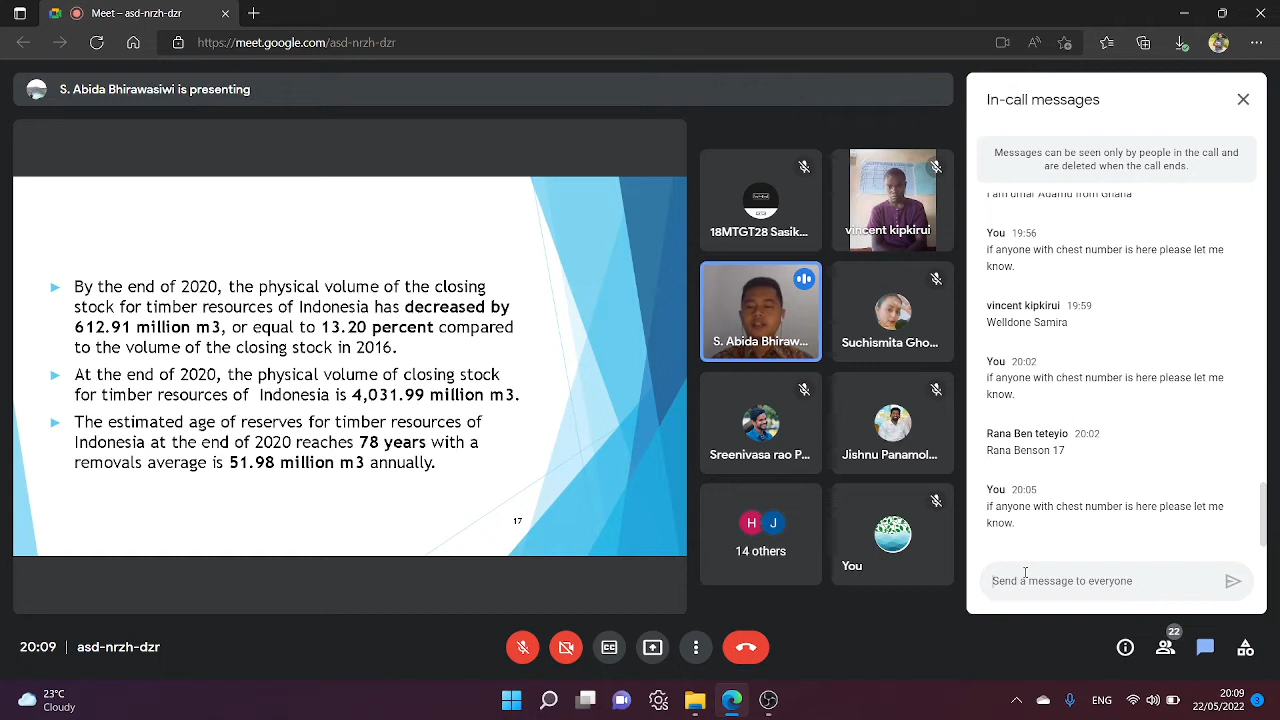 Meet – asd-nrzh-dzr
https://meet.google.com/asd-nrzh-dzr
S. Abida Bhirawasiwi is presenting
By the end of 2020, the physical volume of the closing
stock for timber resources of Indonesia has decreased by
612.91 million m3, or equal to 13.20 percent compared
to the volume of the closing stock in 2016.
At the end of 2020, the physical volume of closing stock
for timber resources of Indonesia is 4,031.99 million m3.
The estimated age of reserves for timber resources of
Indonesia at the end of 2020 reaches 78 years with a
removals average is 51.98 million m3 annually.
17
18MTGT28 Sasik...
vincent kipkirui
S. Abida Bhiraw...
Suchismita Gho...
Sreenivasa rao P...
Jishnu Panamol...
H
J
14 others
You
In-call messages
Messages can be seen only by people in the call and
are deleted when the call ends.
I am Umar Adamu from Ghana
You 19:56
if anyone with chest number is here please let me
know.
vincent kipkirui 19:59
Welldone Samira
You 20:02
if anyone with chest number is here please let me
know.
Rana Ben teteyio 20:02
Rana Benson 17
You 20:05
if anyone with chest number is here please let me
know.
Send a message to everyone
20:09 | asd-nrzh-dzr
22
23°C
Cloudy
ENG
20:09
22/05/2022
3